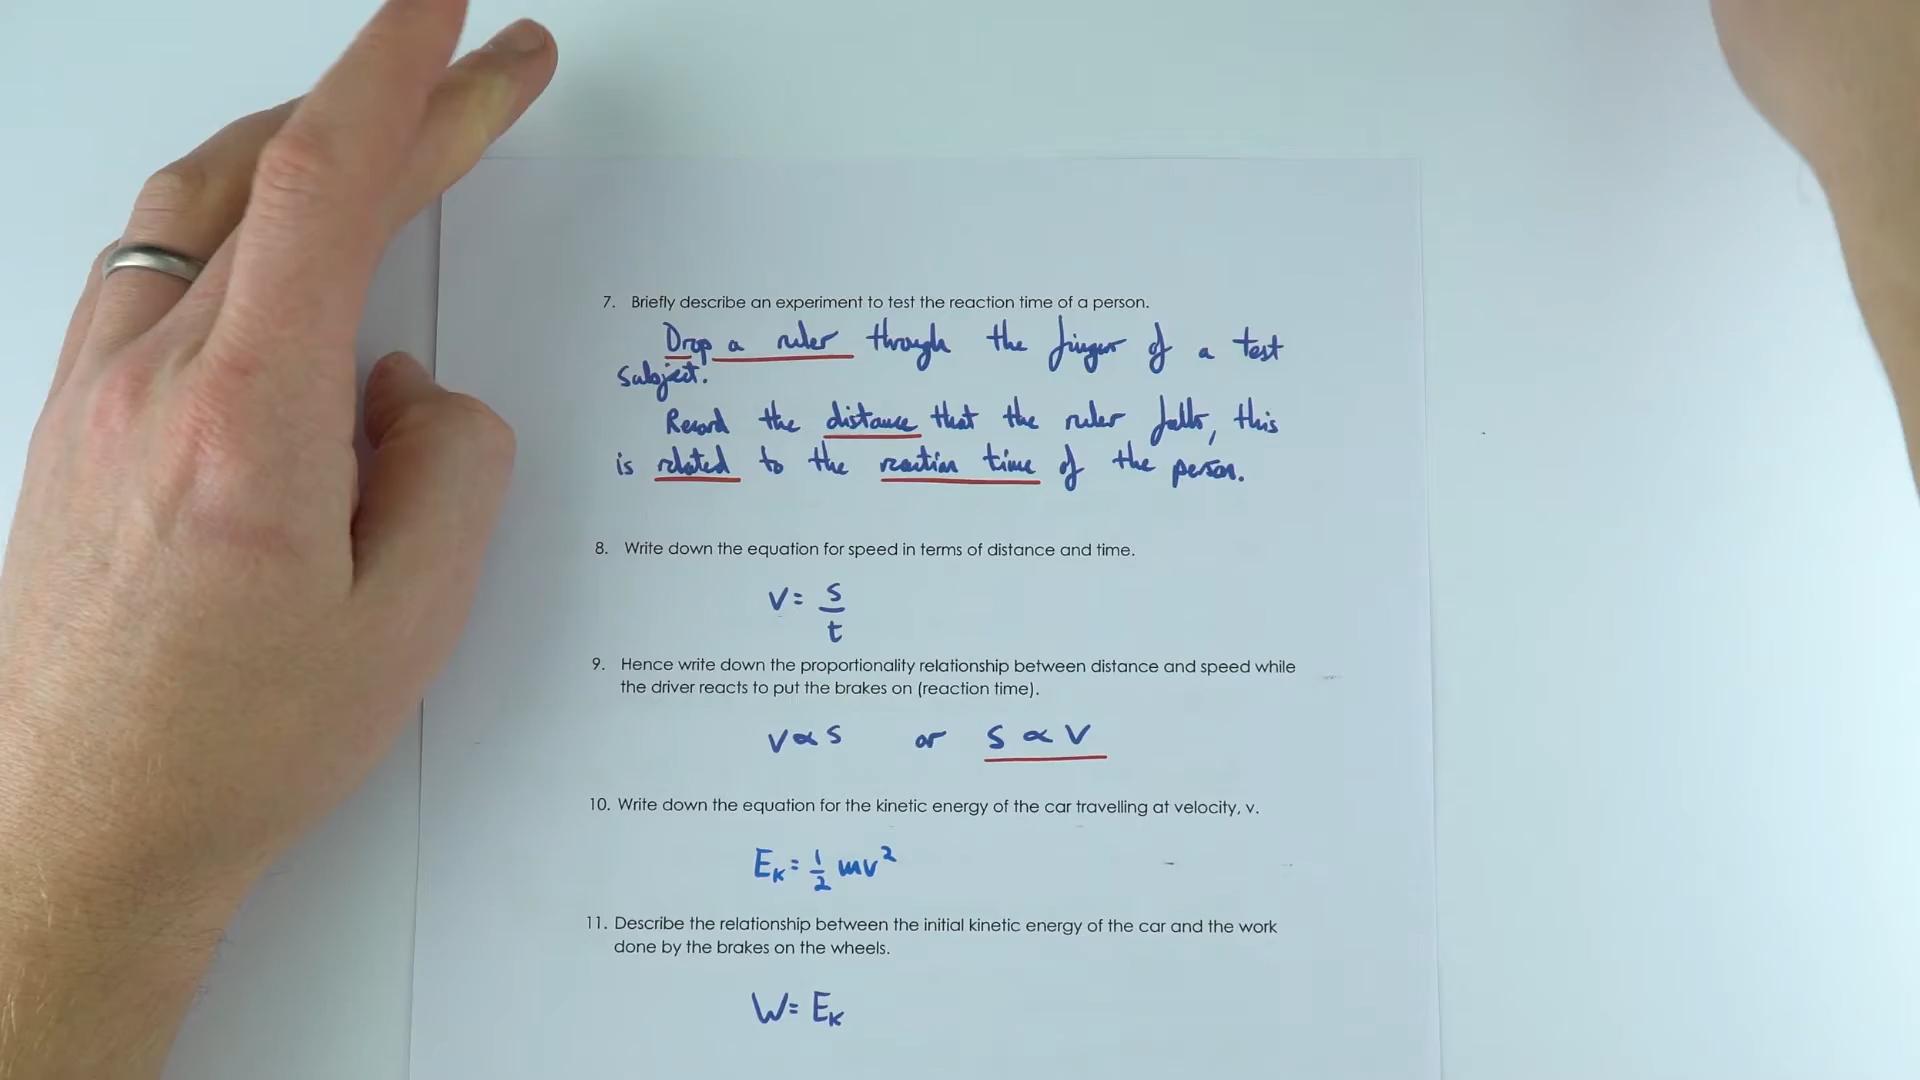 7. Briefly describe an experiment to test the reaction time of a person.
Drop a ruler through the fingers of a test
subject.
Record the distance that the ruler falls, this
is related to the reaction time of the person.
8. Write down the equation for speed in terms of distance and time.
v = s/t
9. Hence write down the proportionality relationship between distance and speed while
the driver reacts to put the brakes on (reaction time).
v ∝ s or s ∝ v
10. Write down the equation for the kinetic energy of the car travelling at velocity, v.
Eₖ = ½ mv²
11. Describe the relationship between the initial kinetic energy of the car and the work
done by the brakes on the wheels.
W = Eₖ